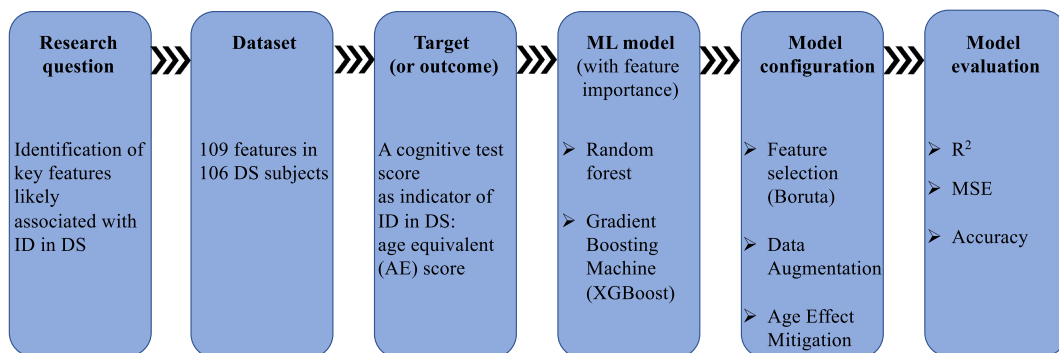 Research
question
Identification of
key features
likely
associated with
ID in DS
Dataset
109 features in
106 DS subjects
Target
(or outcome)
A cognitive test
score
as indicator of
ID in DS:
age equivalent
(AE) score
ML model
(with feature
importance)
➢ Random
forest
➢ Gradient
Boosting
Machine
(XGBoost)
Model
configuration
➢ Feature
selection
(Boruta)
➢ Data
Augmentation
➢ Age Effect
Mitigation
Model
evaluation
➢ R²
➢ MSE
➢ Accuracy